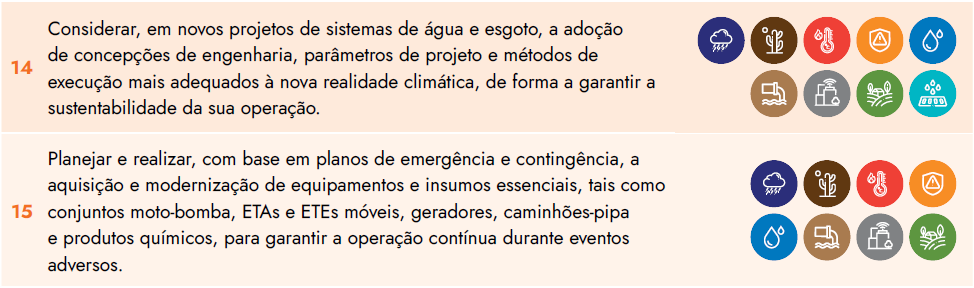 14
Considerar, em novos projetos de sistemas de água e esgoto, a adoção
de concepções de engenharia, parâmetros de projeto e métodos de
execução mais adequados à nova realidade climática, de forma a garantir a
sustentabilidade da sua operação.
15
Planejar e realizar, com base em planos de emergência e contingência, a
aquisição e modernização de equipamentos e insumos essenciais, tais como
conjuntos moto-bomba, ETAs e ETEs móveis, geradores, caminhões-pipa
e produtos químicos, para garantir a operação contínua durante eventos
adversos.